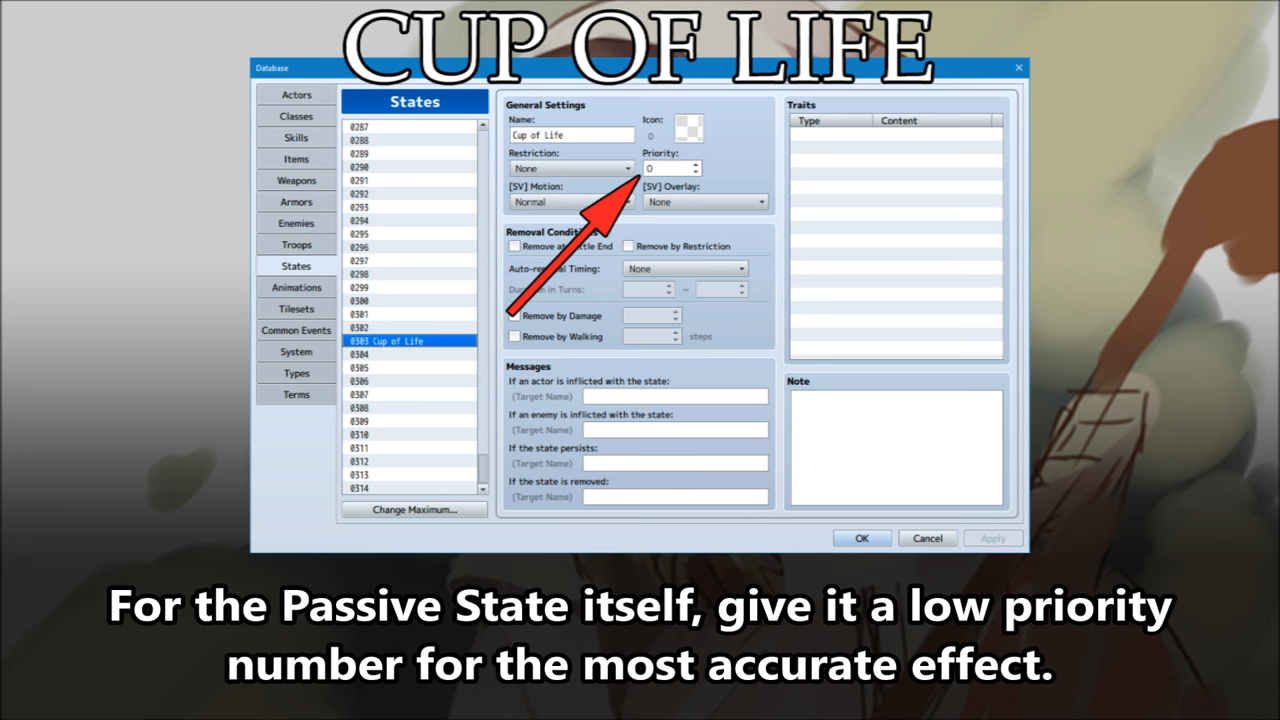 CUP OF LIFE
Database
Actors
Classes
Skills
Items
Weapons
Armors
Enemies
Troops
States
Animations
Tilesets
Common Events
System
Types
Terms
States
0287
0288
0289
0290
0291
0292
0293
0294
0295
0296
0297
0298
0299
0300
0301
0302
0303 Cup of Life
0304
0305
0306
0307
0308
0309
0310
0311
0312
0313
0314
Change Maximum...
General Settings
Name:
Icon:
Cup of Life
0
Restriction:
Priority:
None
0
[SV] Motion:
[SV] Overlay:
Normal
None
Removal Conditi
Remove at tle End
Remove by Restriction
Auto-re al Timing:
None
Du n in Turns:
~
Remove by Damage
Remove by Walking
steps
Messages
If an actor is inflicted with the state:
(Target Name)
If an enemy is inflicted with the state:
(Target Name)
If the state persists:
(Target Name)
If the state is removed:
(Target Name)
Traits
Type
Content
Note
OK
Cancel
Apply
For the Passive State itself, give it a low priority
number for the most accurate effect.